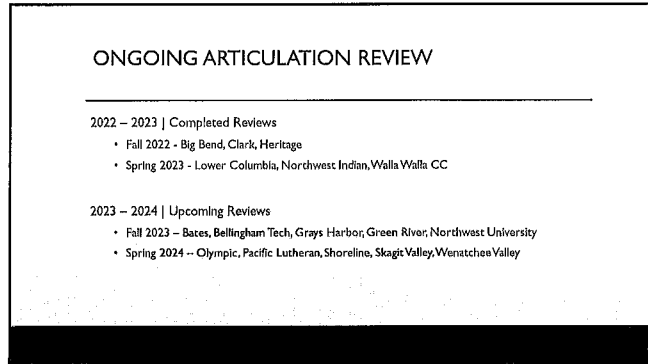 ONGOING ARTICULATION REVIEW
2022 – 2023 | Completed Reviews
• Fall 2022 - Big Bend, Clark, Heritage
• Spring 2023 - Lower Columbia, Northwest Indian, Walla Walla CC
2023 – 2024 | Upcoming Reviews
• Fall 2023 – Bates, Bellingham Tech, Grays Harbor, Green River, Northwest University
• Spring 2024 – Olympic, Pacific Lutheran, Shoreline, Skagit Valley, Wenatchee Valley